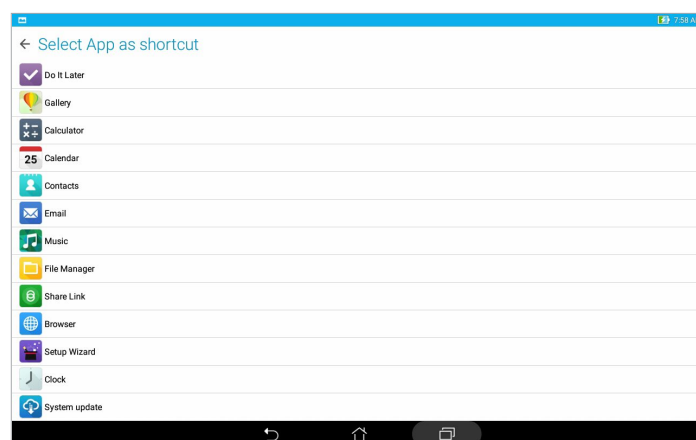 7:58 A
Select App as shortcut
Do It Later
Gallery
Calculator
25 Calendar
Contacts
Email
Music
File Manager
Share Link
Browser
Setup Wizard
Clock
System update